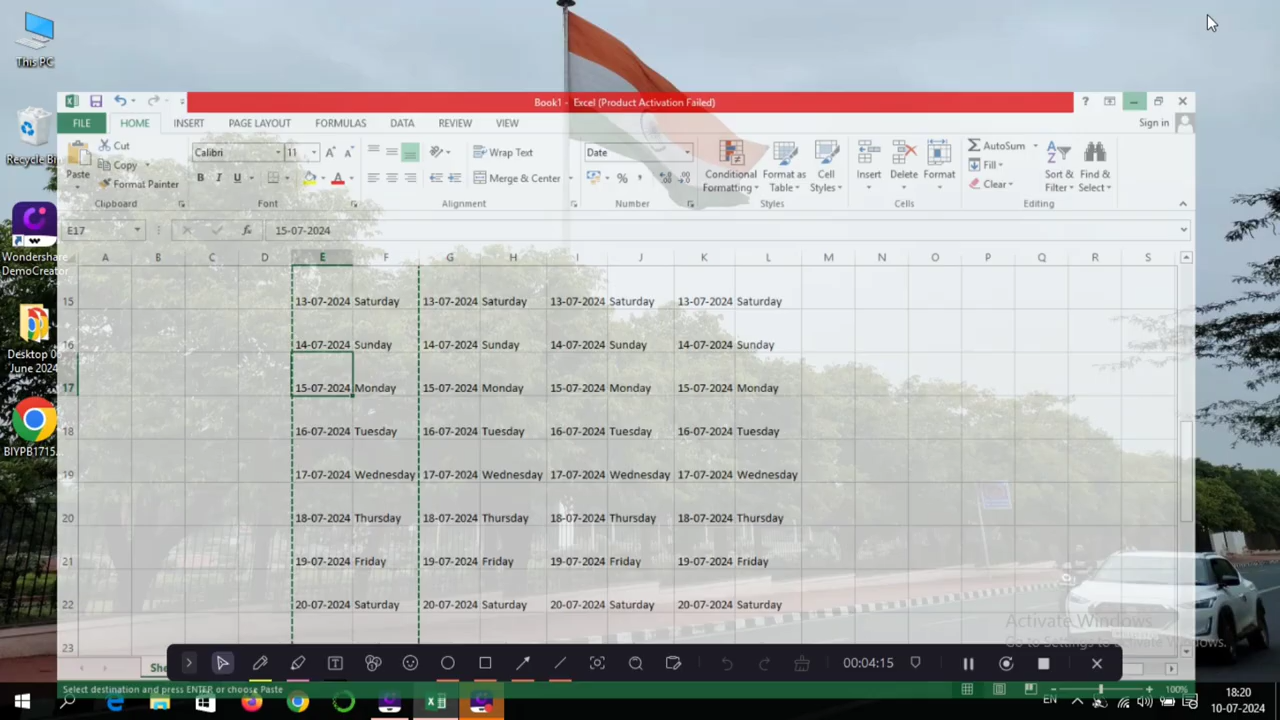 This PC
Recycle Bin
Wondershare
DemoCreator
Desktop 0
June 2024
BIYPB1715...
Book1 - Excel (Product Activation Failed)
FILE HOME INSERT PAGE LAYOUT FORMULAS DATA REVIEW VIEW Sign in
Paste Cut
Copy
Format Painter
Clipboard
Calibri 11
B I U A
Font
Wrap Text
Merge & Center
Alignment
Date
%
Number
Conditional Formatting
Format as Table
Cell Styles
Styles
Insert Delete Format
Cells
AutoSum
Fill
Clear
Sort & Filter
Find & Select
Editing
E17 fx 15-07-2024
A B C D E F G H I J K L M N O P Q R S
15 13-07-2024 Saturday 13-07-2024 Saturday 13-07-2024 Saturday 13-07-2024 Saturday
16 14-07-2024 Sunday 14-07-2024 Sunday 14-07-2024 Sunday 14-07-2024 Sunday
17 15-07-2024 Monday 15-07-2024 Monday 15-07-2024 Monday 15-07-2024 Monday
18 16-07-2024 Tuesday 16-07-2024 Tuesday 16-07-2024 Tuesday 16-07-2024 Tuesday
19 17-07-2024 Wednesday 17-07-2024 Wednesday 17-07-2024 Wednesday 17-07-2024 Wednesday
20 18-07-2024 Thursday 18-07-2024 Thursday 18-07-2024 Thursday 18-07-2024 Thursday
21 19-07-2024 Friday 19-07-2024 Friday 19-07-2024 Friday 19-07-2024 Friday
22 20-07-2024 Saturday 20-07-2024 Saturday 20-07-2024 Saturday 20-07-2024 Saturday
23
Activate Windows
Go to Settings to activate Windows.
She
00:04:15
Select destination and press ENTER or choose Paste
100%
EN
18:20
10-07-2024